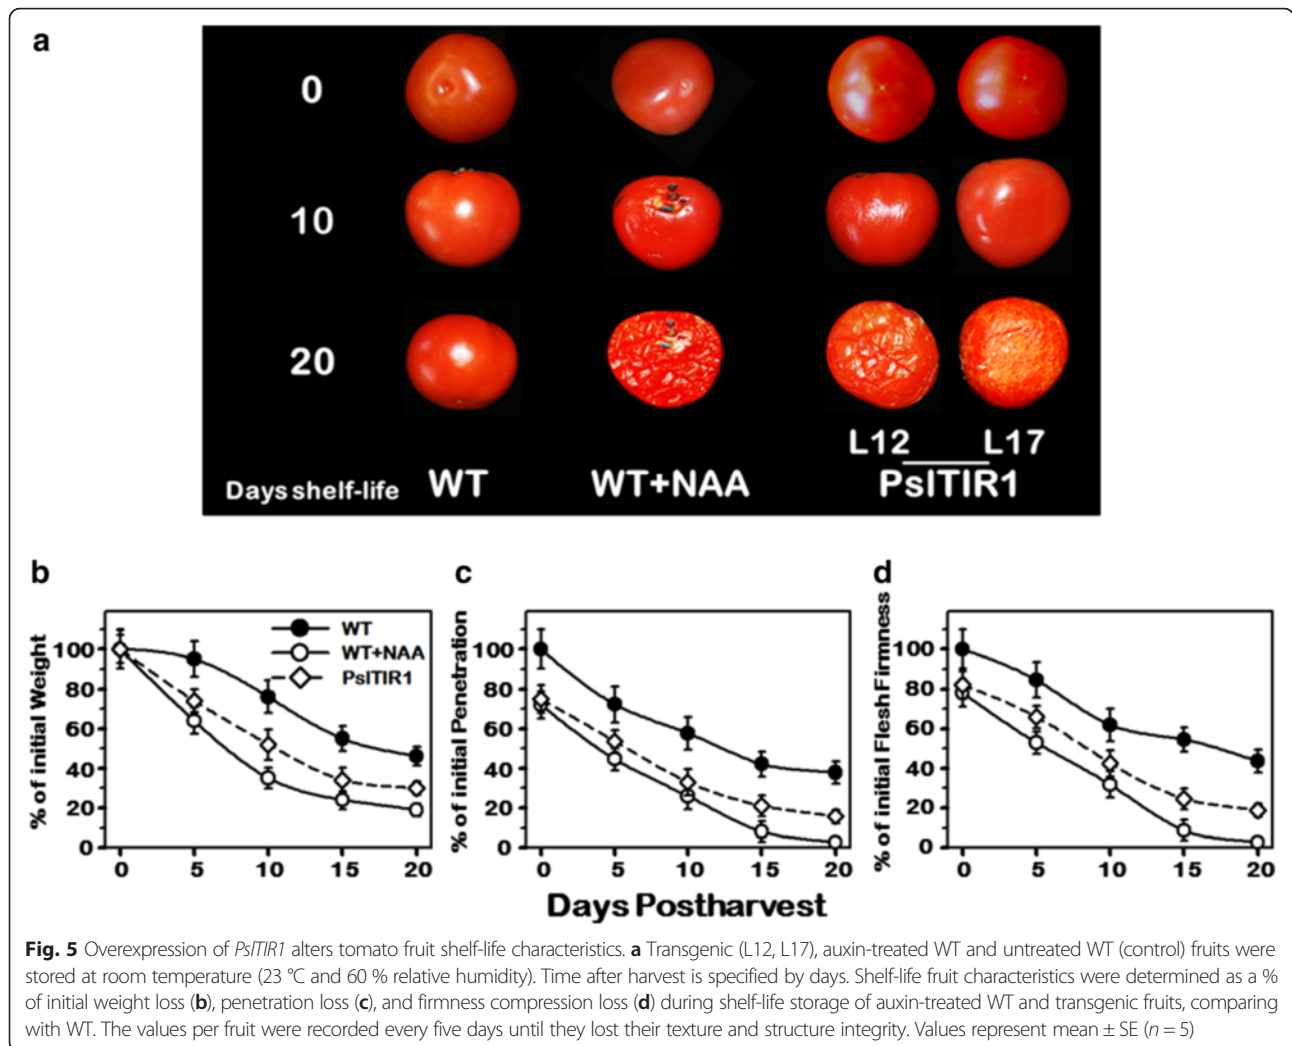 a
0
10
20
L12 L17
Days shelf-life WT WT+NAA PslTIR1
b c d
% of initial Weight
100
80
60
40
20
0
0 5 10 15 20
WT
WT+NAA
PslTIR1
% of initial Penetration
100
80
60
40
20
0
0 5 10 15 20
% of initial Flesh Firmness
100
80
60
40
20
0
0 5 10 15 20
Days Postharvest
Fig. 5 Overexpression of PslTIR1 alters tomato fruit shelf-life characteristics. a Transgenic (L12, L17), auxin-treated WT and untreated WT (control) fruits were
stored at room temperature (23 °C and 60 % relative humidity). Time after harvest is specified by days. Shelf-life fruit characteristics were determined as a %
of initial weight loss (b), penetration loss (c), and firmness compression loss (d) during shelf-life storage of auxin-treated WT and transgenic fruits, comparing
with WT. The values per fruit were recorded every five days until they lost their texture and structure integrity. Values represent mean ± SE (n = 5)